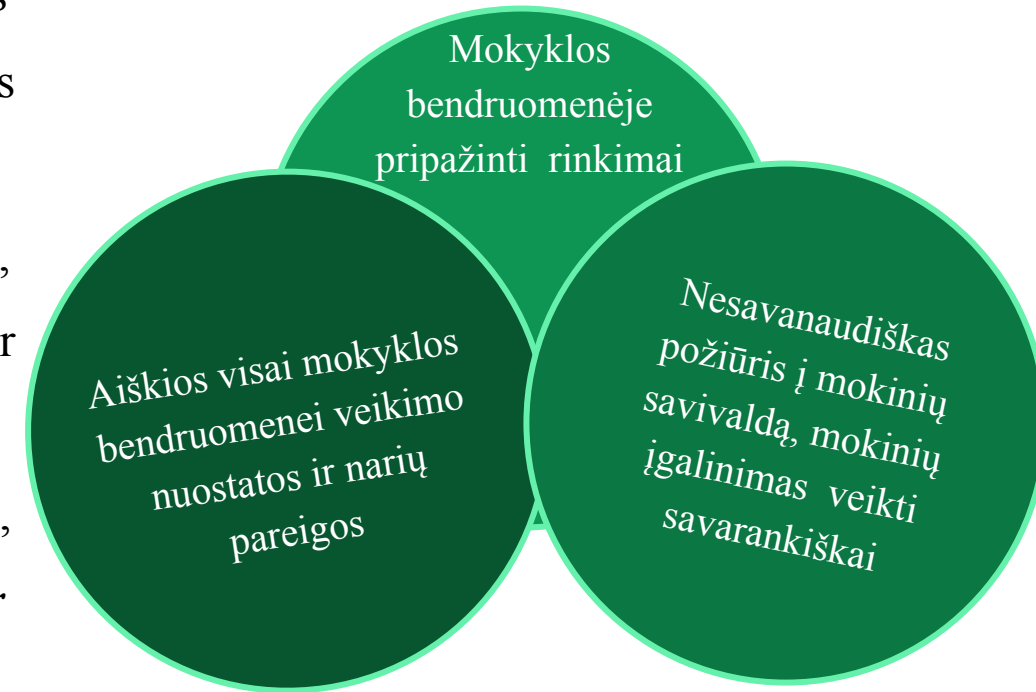 s
s
,
r
,
r
Mokyklos
bendruomenėje
pripažinti rinkimai
Aiškios visai mokyklos
bendruomenei veikimo
nuostatos ir narių
pareigos
Nesavanaudiškas
požiūris į mokinių
savivaldą, mokinių
įgalinimas veikti
savarankiškai